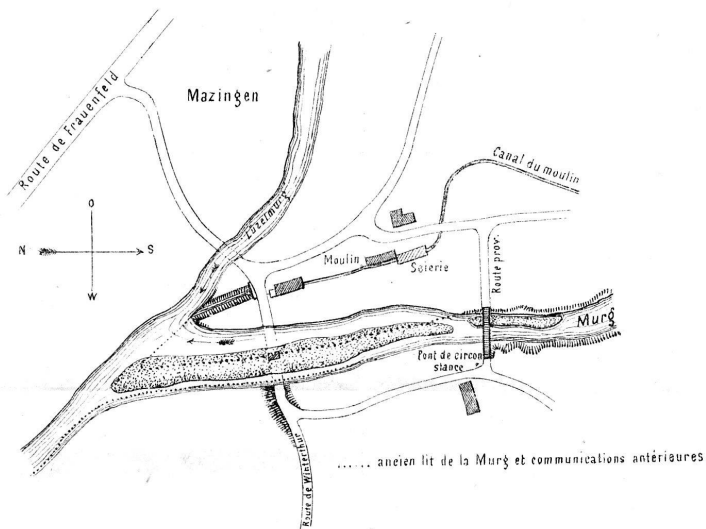 Route de Frauenfeld
Mazingen
Lützelmurg
Canal du moulin
O
N
S
W
Moulin
Scierie
Route prov.
Murg
Pont de circon
stance
Route de Winterthur
...... ancien lit de la Murg et communications antérieures